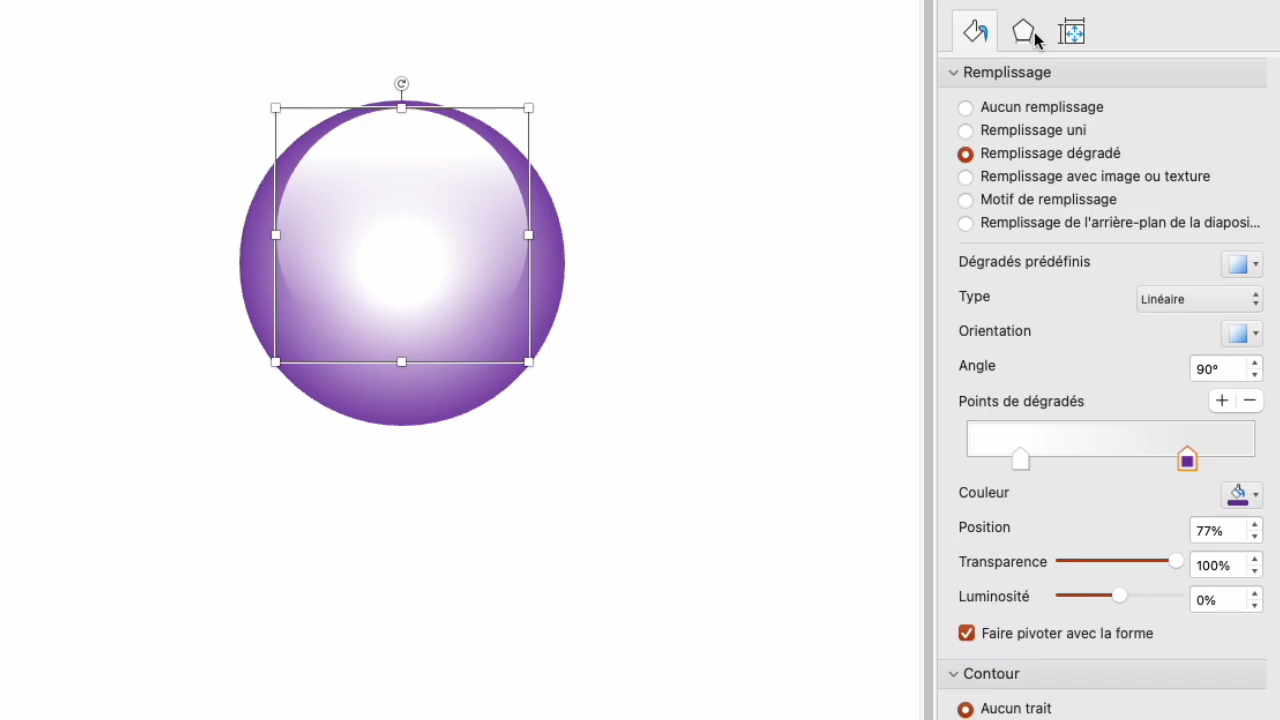 Remplissage
Aucun remplissage
Remplissage uni
Remplissage dégradé
Remplissage avec image ou texture
Motif de remplissage
Remplissage de l'arrière-plan de la diaposi...
Dégradés prédéfinis
Type Linéaire
Orientation
Angle 90°
Points de dégradés
Couleur
Position 77%
Transparence 100%
Luminosité 0%
Faire pivoter avec la forme
Contour
Aucun trait